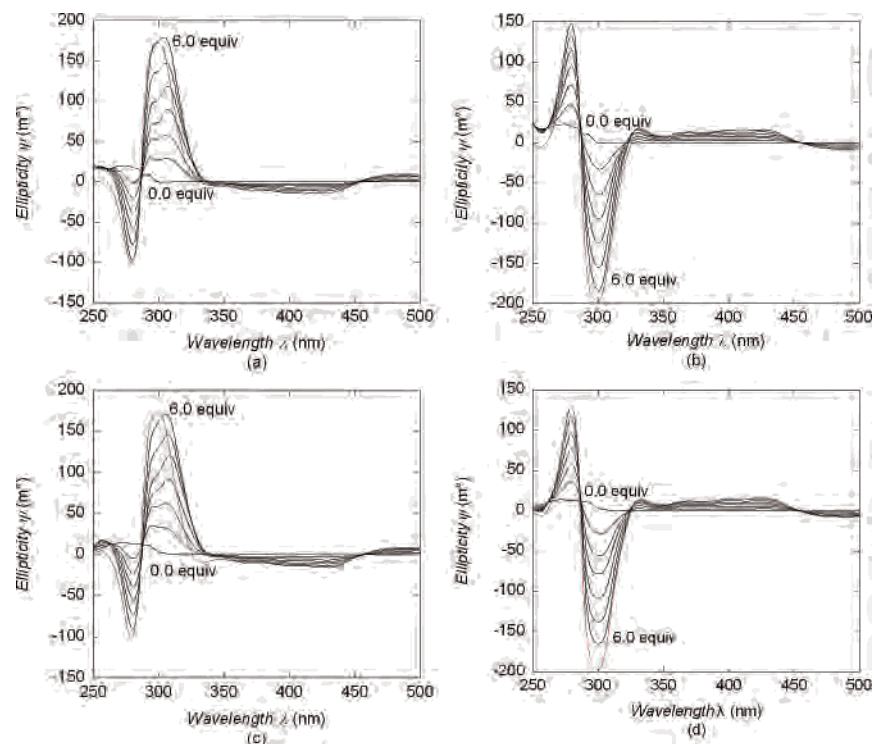 200
150
6.0 equiv
100
50
0
0.0 equiv
-50
-100
-150
250 300 350 400 450 500
Ellipticity ψ (m°)
Wavelength λ (nm)
(a)
150
100
50
0.0 equiv
0
-50
-100
-150
6.0 equiv
-200
250 300 350 400 450 500
Ellipticity ψ (m°)
Wavelength λ (nm)
(b)
200
6.0 equiv
150
100
50
0
0.0 equiv
-50
-100
-150
250 300 350 400 450 500
Ellipticity ψ (m°)
Wavelength λ (nm)
(c)
150
100
50
0.0 equiv
0
-50
-100
-150
6.0 equiv
-200
250 300 350 400 450 500
Ellipticity ψ (m°)
Wavelength λ (nm)
(d)